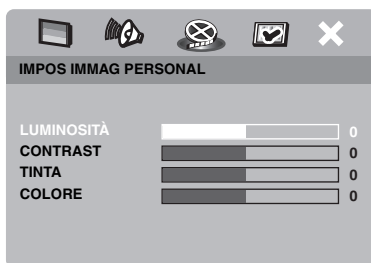 IMPOS IMMAG PERSONAL
LUMINOSITÀ 0
CONTRAST 0
TINTA 0
COLORE 0